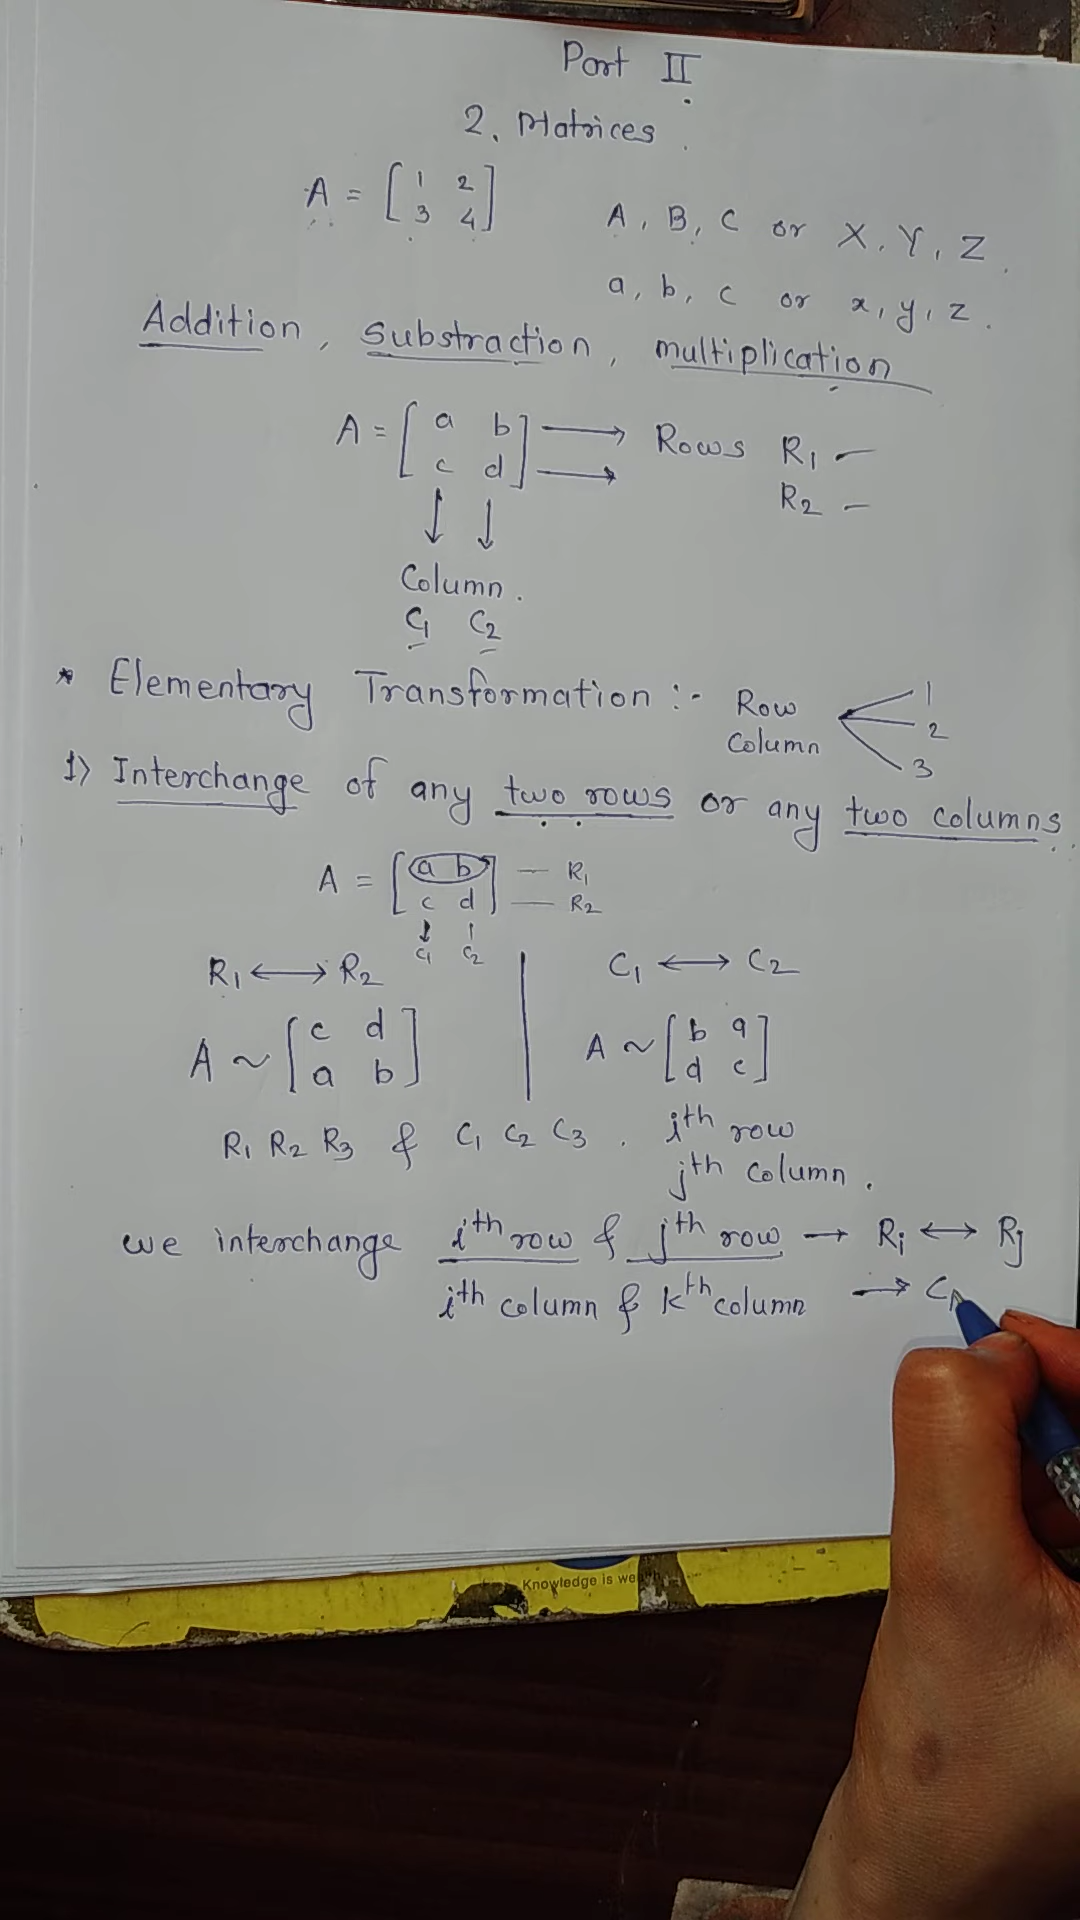 Part II
2. Matrices.
A = [ 1 2
3 4 ]
A, B, C or X, Y, Z.
a, b, c or x, y, z.
Addition, Substraction, multiplication
A = [ a b
c d ]
Rows R1 –
R2 –
Column.
C1 C2
* Elementary Transformation :- Row
Column
1
2
3
1) Interchange of any two rows or any two columns.
A = [ a b
c d ]
— R1
— R2
C1 C2
R1 ↔ R2
A ~ [ c d
a b ]
C1 ↔ C2
A ~ [ b a
d c ]
R1 R2 R3 & C1 C2 C3 . ith row
jth column.
we interchange ith row & jth row → Ri ↔ Rj
ith column & kth column → C
Knowledge is